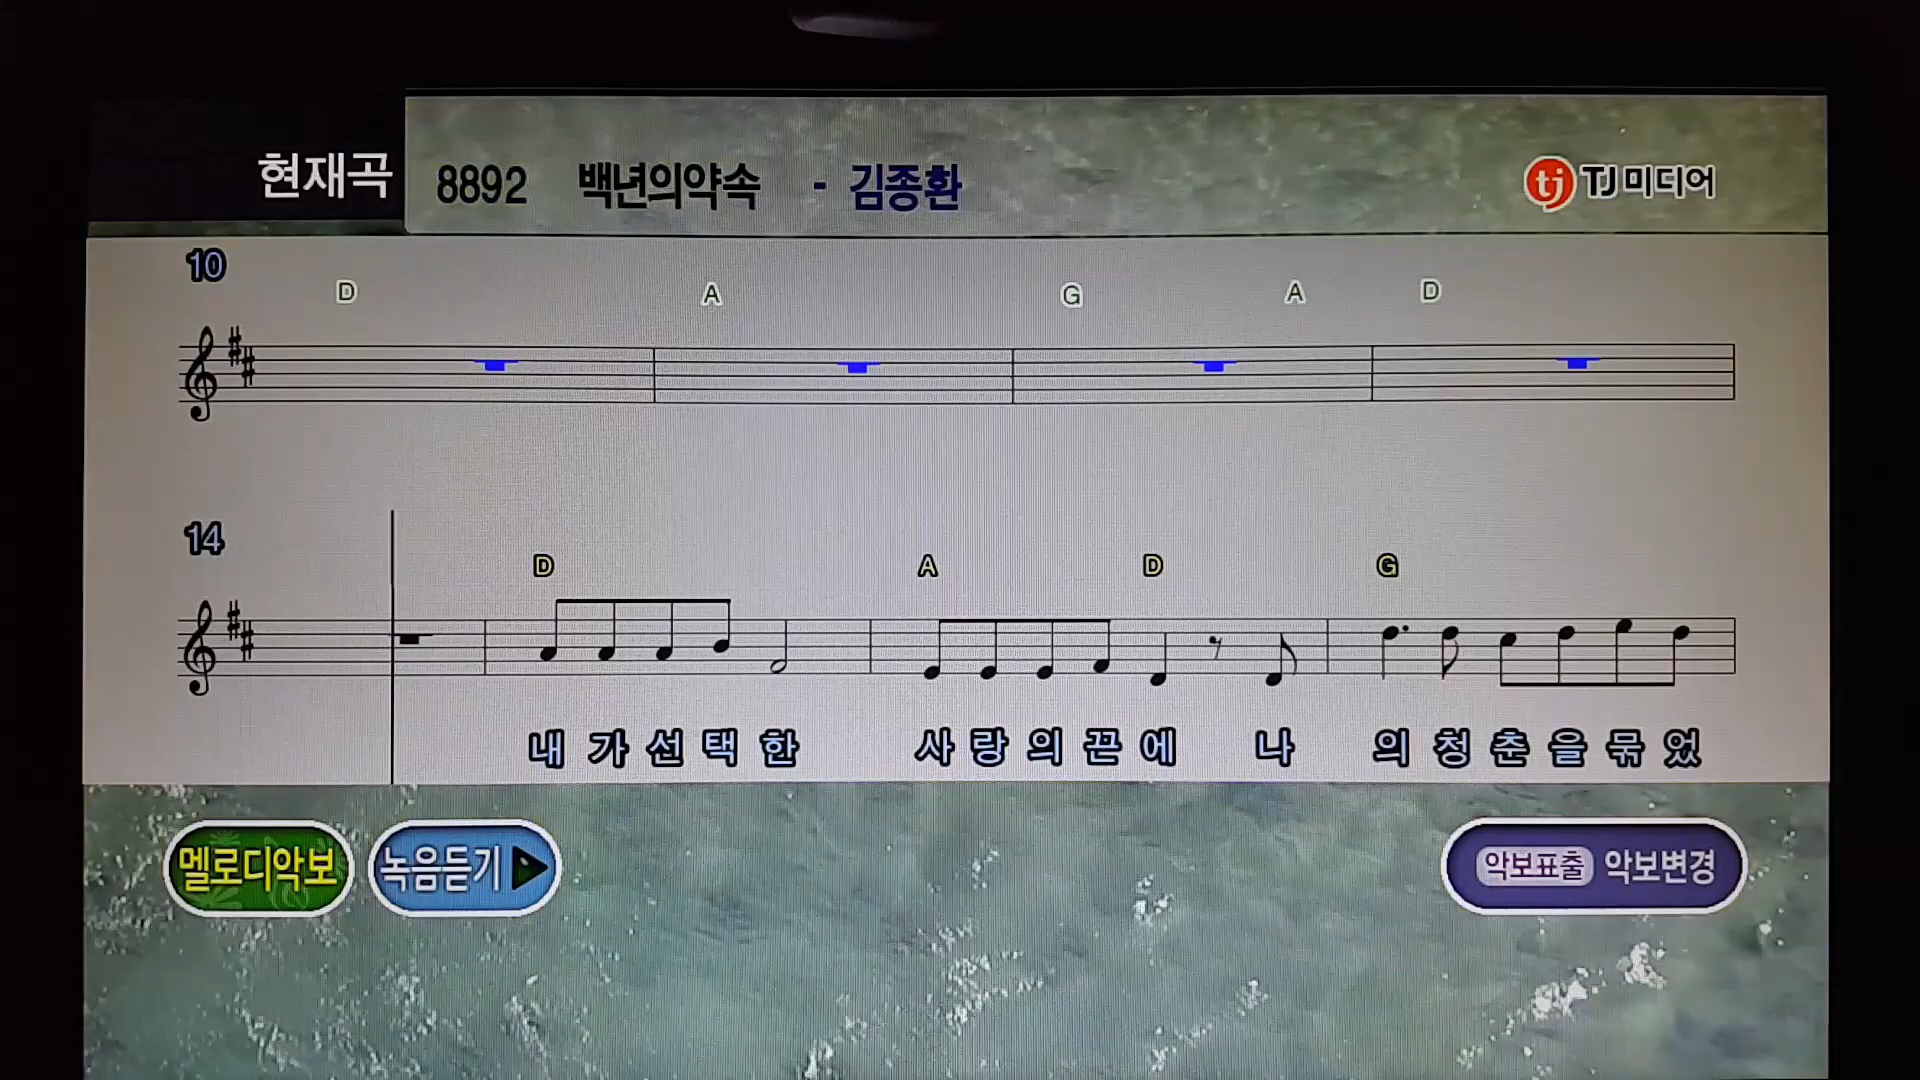 현재곡 8892 백년의약속 - 김종환 tj TJ미디어
10
D A G A D
14
D A D G
내 가 선 택 한 사 랑 의 끈 에 나 의 청 춘 을 묶 었
멜로디악보 녹음듣기 악보표출 악보변경